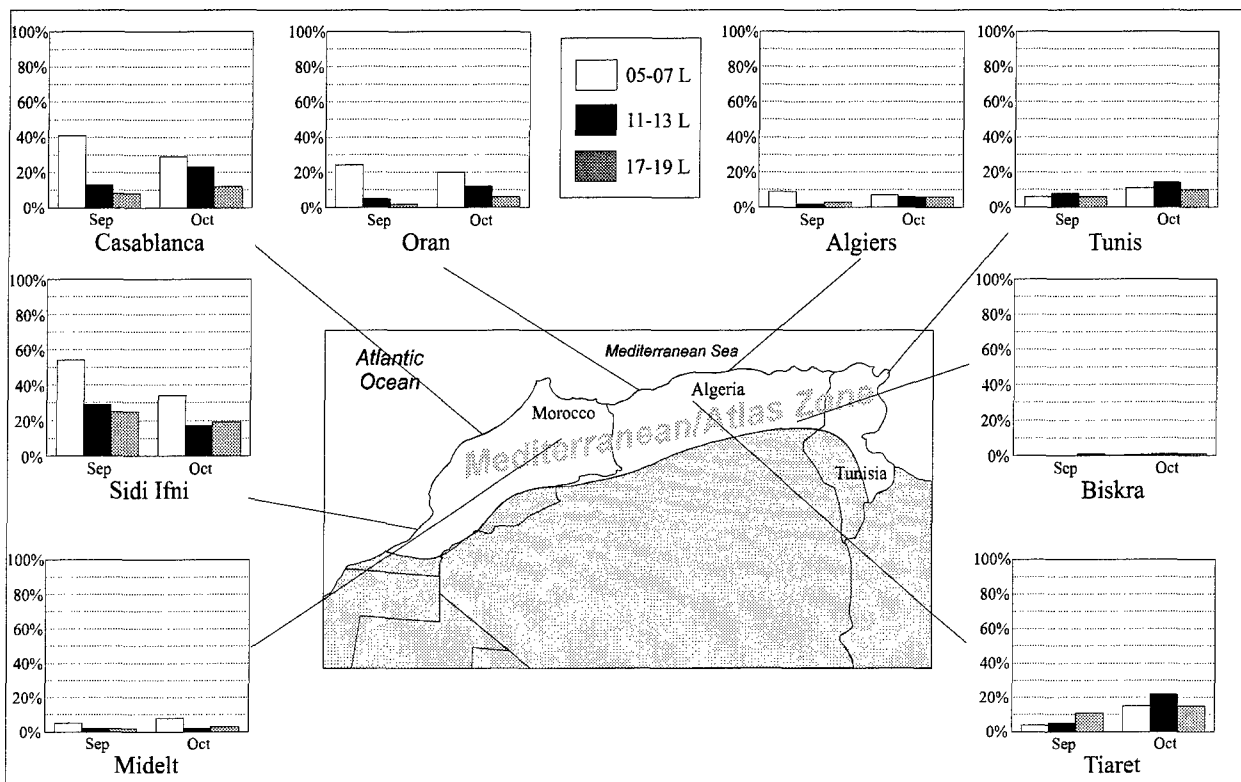 100%
80%
60%
40%
20%
0%
Sep Oct
Casablanca
100%
80%
60%
40%
20%
0%
Sep Oct
Oran
05-07 L
11-13 L
17-19 L
100%
80%
60%
40%
20%
0%
Sep Oct
Algiers
100%
80%
60%
40%
20%
0%
Sep Oct
Tunis
100%
80%
60%
40%
20%
0%
Sep Oct
Sidi Ifni
Atlantic
Ocean
Mediterranean Sea
Morocco
Algeria
Mediterranean/Atlas Zone
Tunisia
100%
80%
60%
40%
20%
0%
Sep Oct
Biskra
100%
80%
60%
40%
20%
0%
Sep Oct
Midelt
100%
80%
60%
40%
20%
0%
Sep Oct
Tiaret